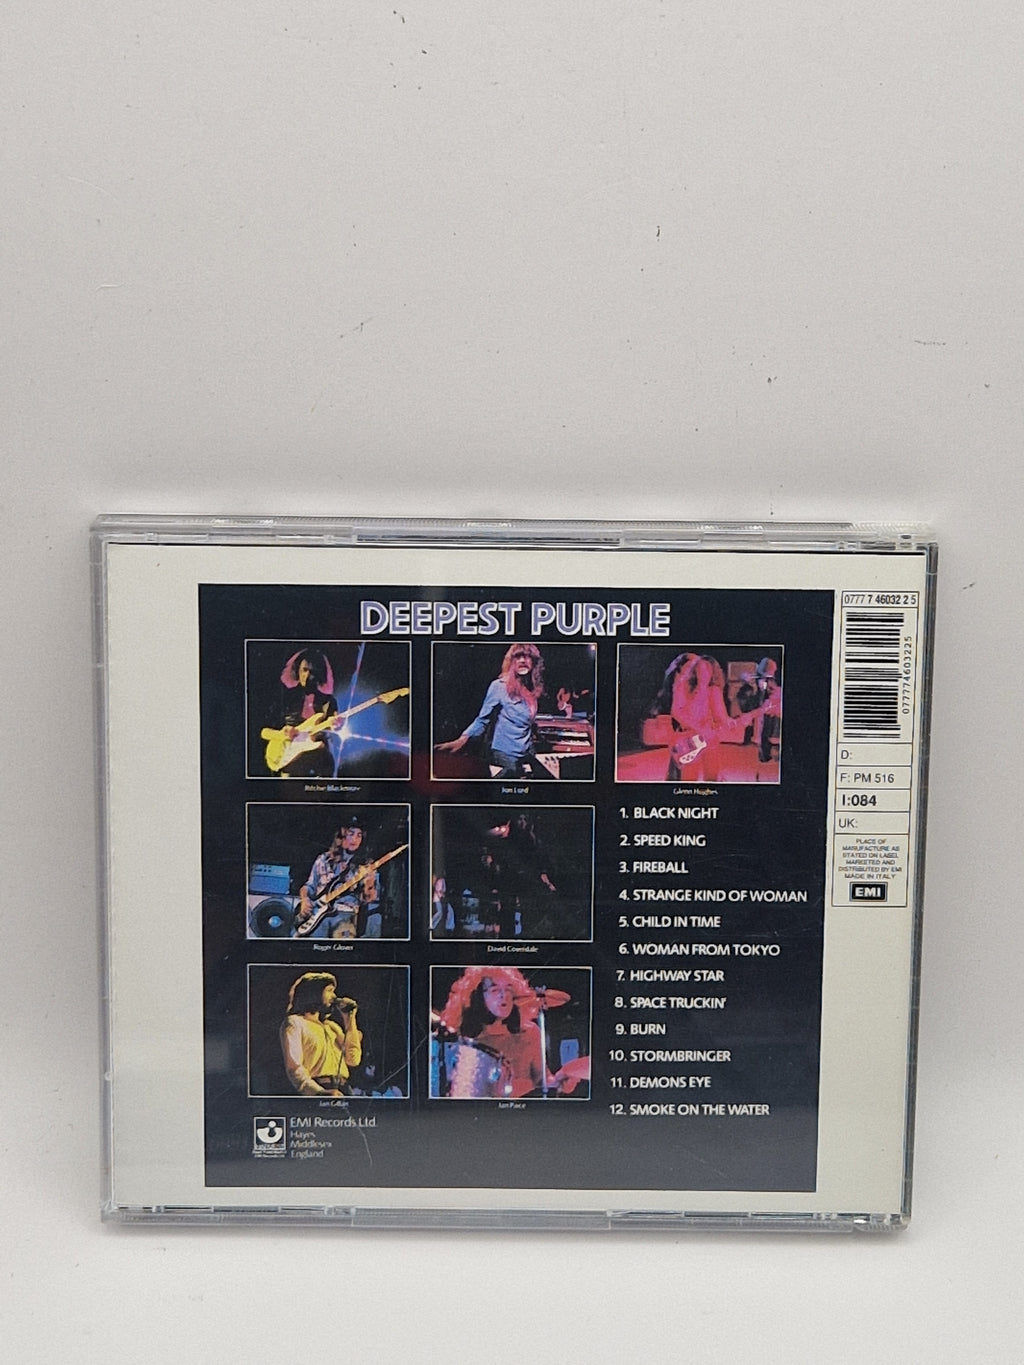 DEEPEST PURPLE
Ritchie Blackmore
Jon Lord
Glenn Hughes
Roger Glover
David Coverdale
Ian Gillan
Ian Paice
1. BLACK NIGHT
2. SPEED KING
3. FIREBALL
4. STRANGE KIND OF WOMAN
5. CHILD IN TIME
6. WOMAN FROM TOKYO
7. HIGHWAY STAR
8. SPACE TRUCKIN'
9. BURN
10. STORMBRINGER
11. DEMONS EYE
12. SMOKE ON THE WATER
EMI Records Ltd.
Hayes
Middlesex
England
0777 7 46032 2 5
077774603225
D:
F: PM 516
I:084
UK:
PLACE OF
MANUFACTURE AS
STATED ON LABEL
MARKETED AND
DISTRIBUTED BY EMI
MADE IN ITALY
EMI